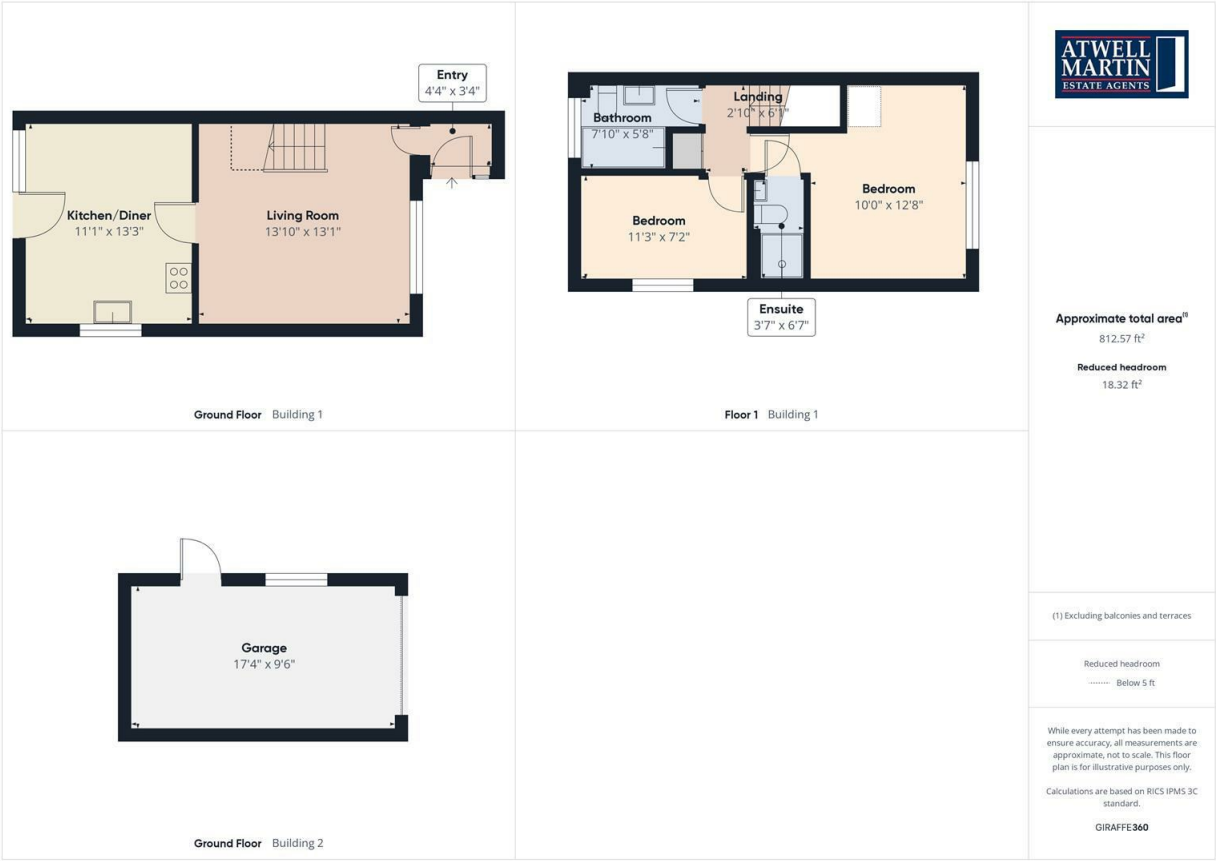 Entry
4'4" x 3'4"
Kitchen/Diner
11'1" x 13'3"
Living Room
13'10" x 13'1"
Ground Floor Building 1
Bathroom
7'10" x 5'8"
Landing
2'10" x 6'1"
Bedroom
11'3" x 7'2"
Bedroom
10'0" x 12'8"
Ensuite
3'7" x 6'7"
Floor 1 Building 1
Garage
17'4" x 9'6"
Ground Floor Building 2
ATWELL
MARTIN
ESTATE AGENTS
Approximate total area(1)
812.57 ft²
Reduced headroom
18.32 ft²
(1) Excluding balconies and terraces
Reduced headroom
Below 5 ft
While every attempt has been made to
ensure accuracy, all measurements are
approximate, not to scale. This floor
plan is for illustrative purposes only.
Calculations are based on RICS IPMS 3C
standard.
GIRAFFE360